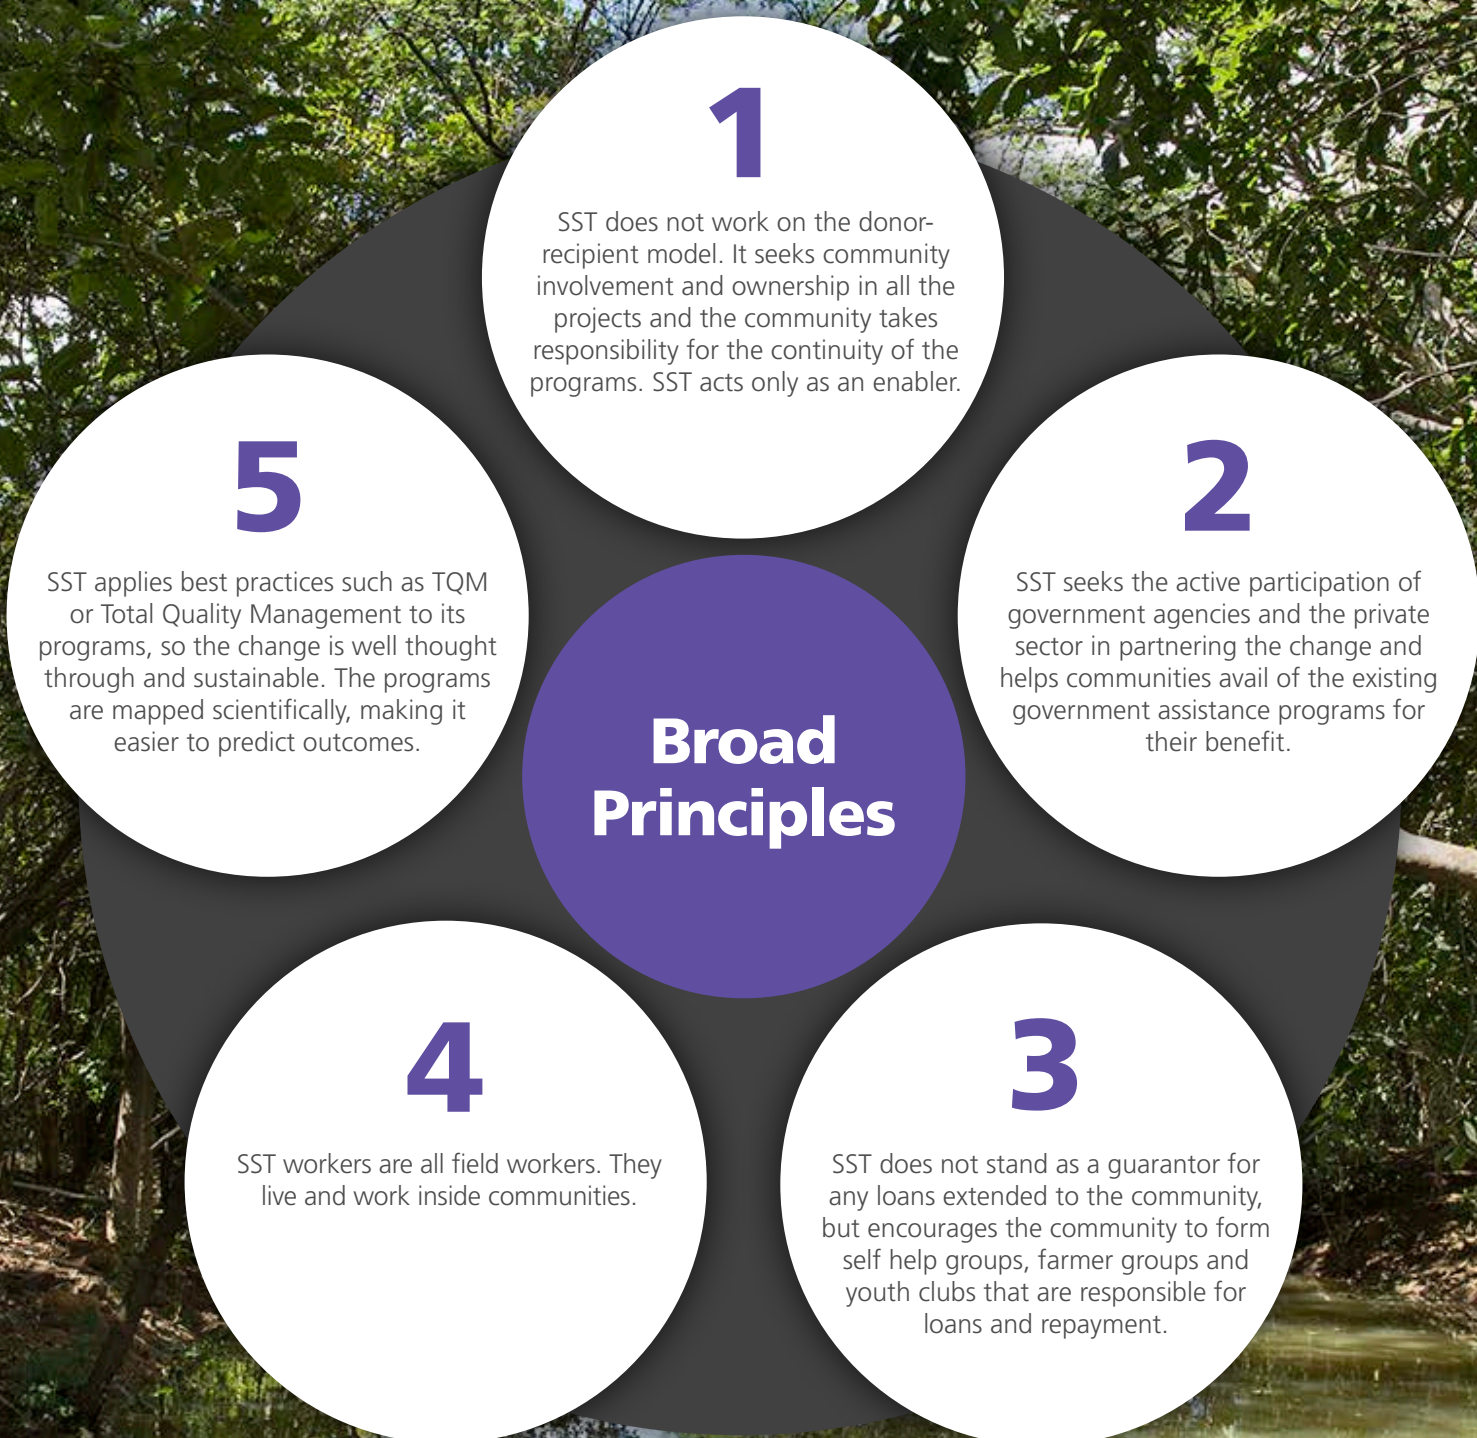 1
SST does not work on the donor-
recipient model. It seeks community
involvement and ownership in all the
projects and the community takes
responsibility for the continuity of the
programs. SST acts only as an enabler.
2
SST seeks the active participation of
government agencies and the private
sector in partnering the change and
helps communities avail of the existing
government assistance programs for
their benefit.
3
SST does not stand as a guarantor for
any loans extended to the community,
but encourages the community to form
self help groups, farmer groups and
youth clubs that are responsible for
loans and repayment.
4
SST workers are all field workers. They
live and work inside communities.
5
SST applies best practices such as TQM
or Total Quality Management to its
programs, so the change is well thought
through and sustainable. The programs
are mapped scientifically, making it
easier to predict outcomes.
Broad
Principles